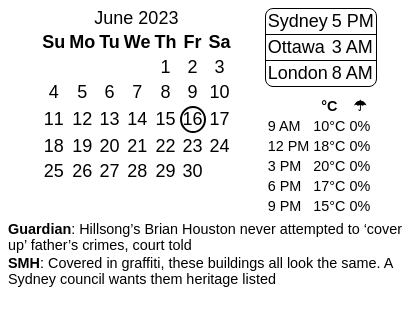 June 2023
Su Mo Tu We Th Fr Sa
1 2 3
4 5 6 7 8 9 10
11 12 13 14 15 16 17
18 19 20 21 22 23 24
25 26 27 28 29 30
Sydney 5 PM
Ottawa 3 AM
London 8 AM
°C ☂
9 AM 10°C 0%
12 PM 18°C 0%
3 PM 20°C 0%
6 PM 17°C 0%
9 PM 15°C 0%
Guardian: Hillsong’s Brian Houston never attempted to ‘cover
up’ father’s crimes, court told
SMH: Covered in graffiti, these buildings all look the same. A
Sydney council wants them heritage listed